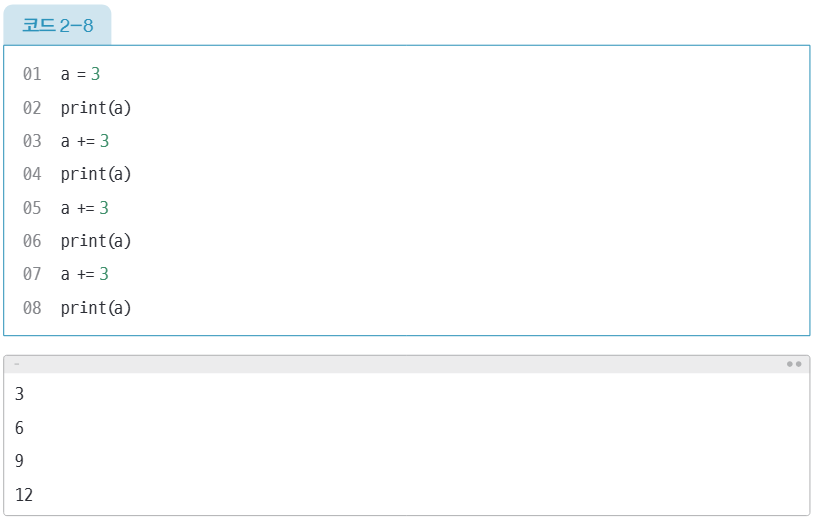 코드 2-8
01 a = 3
02 print(a)
03 a += 3
04 print(a)
05 a += 3
06 print(a)
07 a += 3
08 print(a)
3
6
9
12